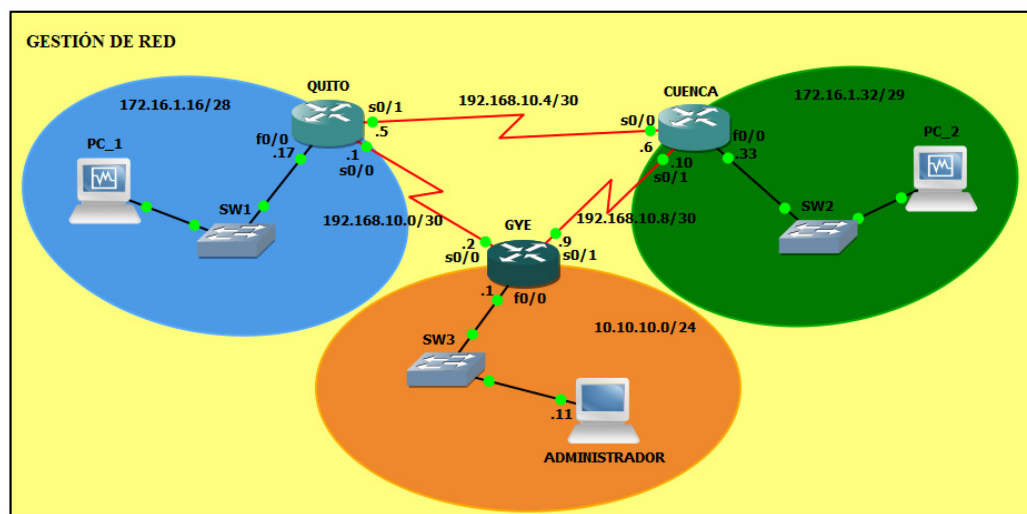 GESTIÓN DE RED
QUITO
CUENCA
172.16.1.16/28
192.168.10.4/30
172.16.1.32/29
s0/1
.5
s0/0
.6
f0/0
.17
.1
s0/0
f0/0
.33
.10
s0/1
PC_1
PC_2
SW1
SW2
192.168.10.0/30
192.168.10.8/30
GYE
.2
s0/0
.9
s0/1
.1
f0/0
10.10.10.0/24
SW3
.11
ADMINISTRADOR